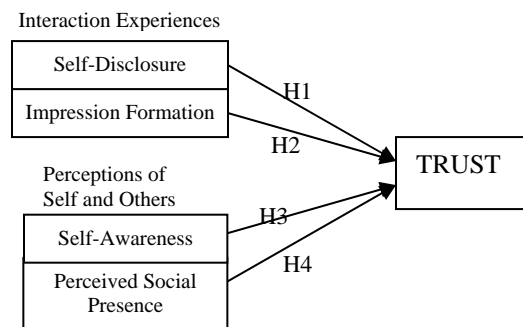 Interaction Experiences
Self-Disclosure
H1
Impression Formation
H2
TRUST
Perceptions of
Self and Others
H3
Self-Awareness
H4
Perceived Social
Presence